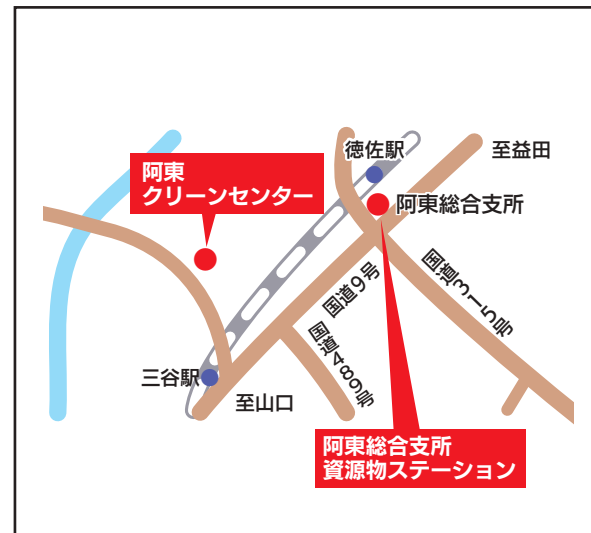 徳佐駅
至益田
阿東
クリーンセンター
阿東総合支所
国道9号
国道315号
国道489号
三谷駅
至山口
阿東総合支所
資源物ステーション